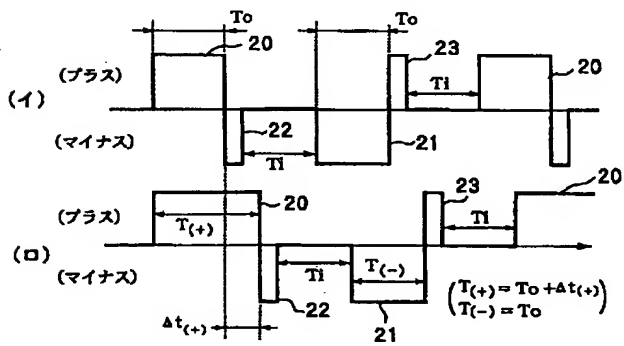 To
20
To
23
(プラス)
Ti
20
(イ)
(マイナス)
22
Ti
21
(プラス)
20
23
20
T(+)
Ti
(ロ)
Ti
T(-)
(マイナス)
22
21
Δt(+)
(T(+)=To+Δt(+)
T(-)=To)